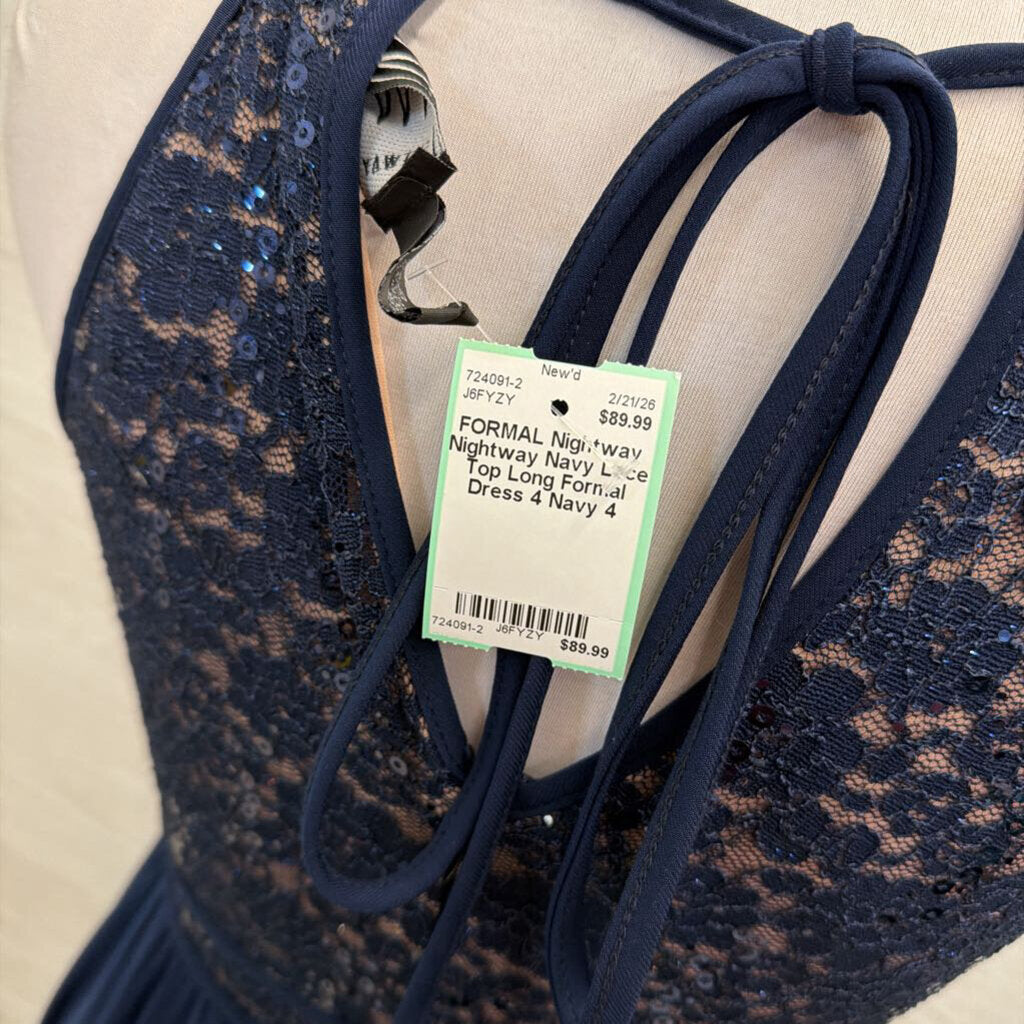 New'd
724091-2 2/21/26
J6FYZY $89.99
FORMAL Nightway
Nightway Navy Lace
Top Long Formal
Dress 4 Navy 4
724091-2 J6FYZY $89.99